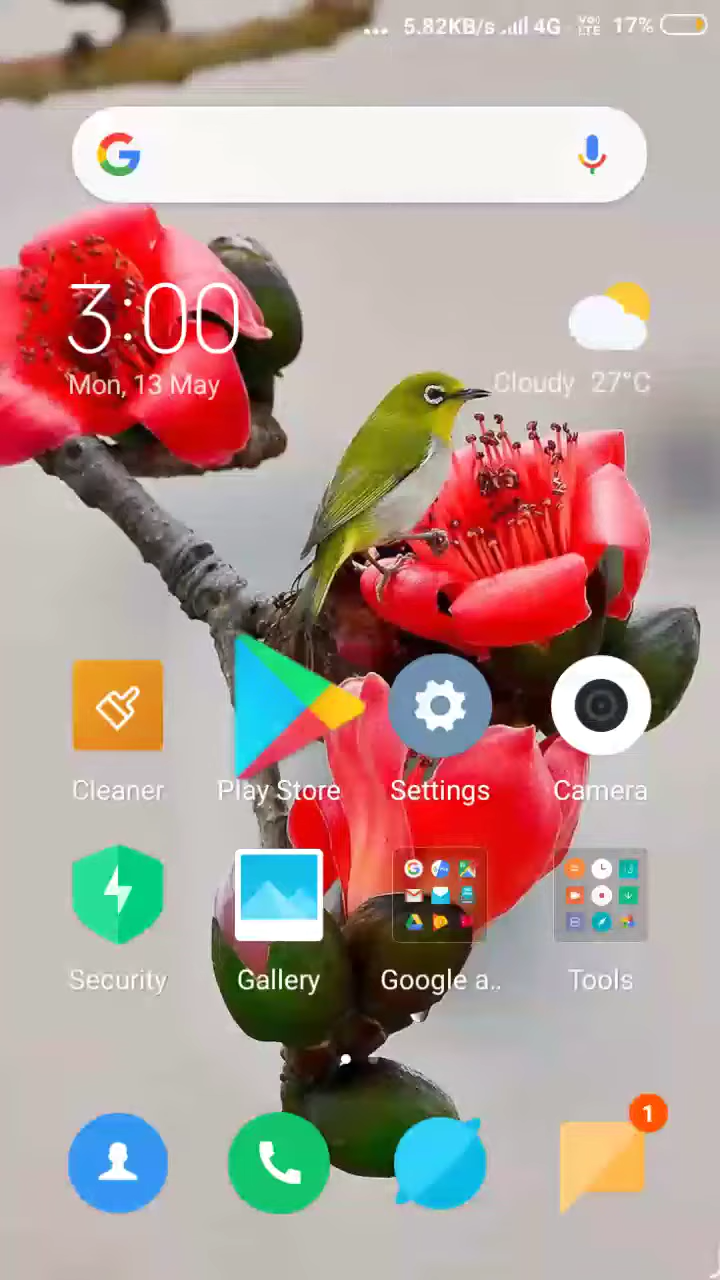 ... 5.82KB/s 4G VoLTE 17%
3:00
Mon, 13 May
Cloudy 27°C
Cleaner Play Store Settings Camera
Security Gallery Google a.. Tools
1